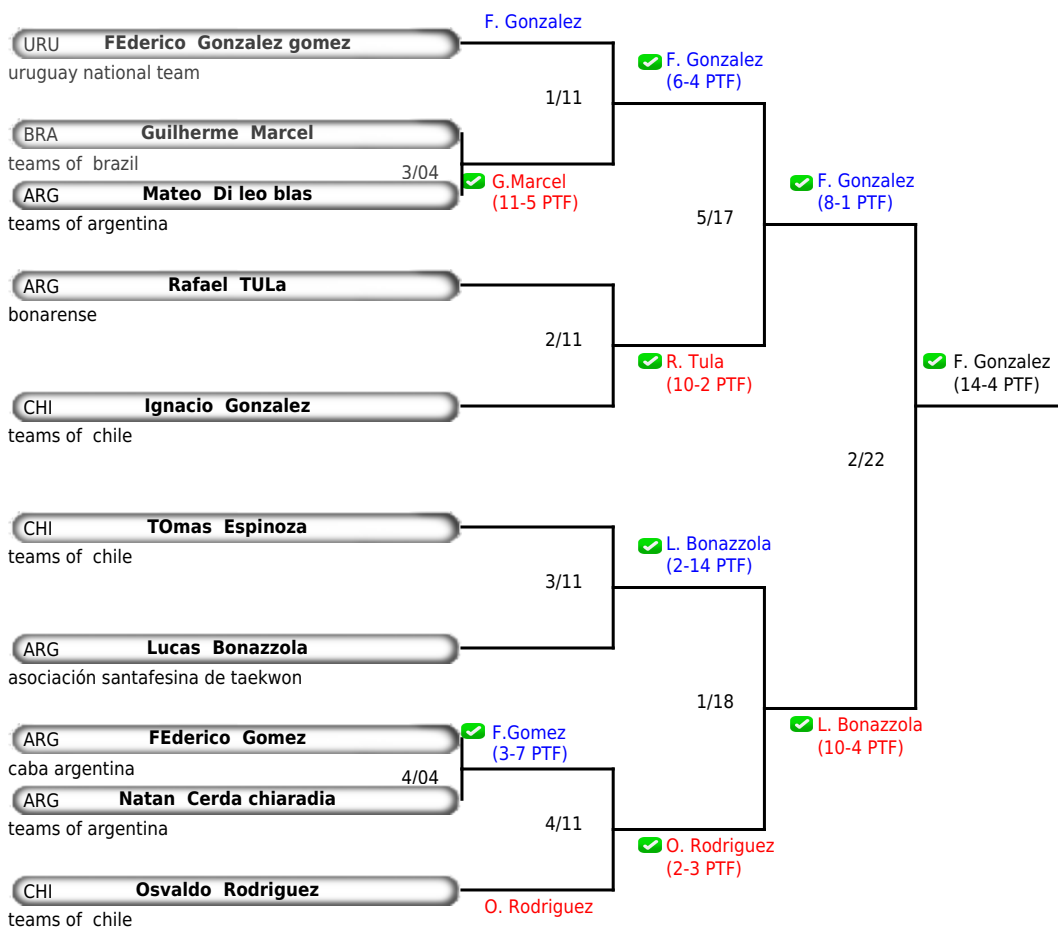 F. Gonzalez
URU FEderico Gonzalez gomez
uruguay national team
F. Gonzalez
(6-4 PTF)
1/11
BRA Guilherme Marcel
teams of brazil
3/04
G.Marcel
(11-5 PTF)
ARG Mateo Di leo blas
teams of argentina
F. Gonzalez
(8-1 PTF)
5/17
ARG Rafael TULa
bonarense
2/11
R. Tula
(10-2 PTF)
F. Gonzalez
(14-4 PTF)
CHI Ignacio Gonzalez
teams of chile
2/22
CHI TOmas Espinoza
teams of chile
L. Bonazzola
(2-14 PTF)
3/11
ARG Lucas Bonazzola
asociación santafesina de taekwon
1/18
L. Bonazzola
(10-4 PTF)
ARG FEderico Gomez
caba argentina
F.Gomez
(3-7 PTF)
4/04
ARG Natan Cerda chiaradia
teams of argentina
4/11
O. Rodriguez
(2-3 PTF)
CHI Osvaldo Rodriguez
teams of chile
O. Rodriguez